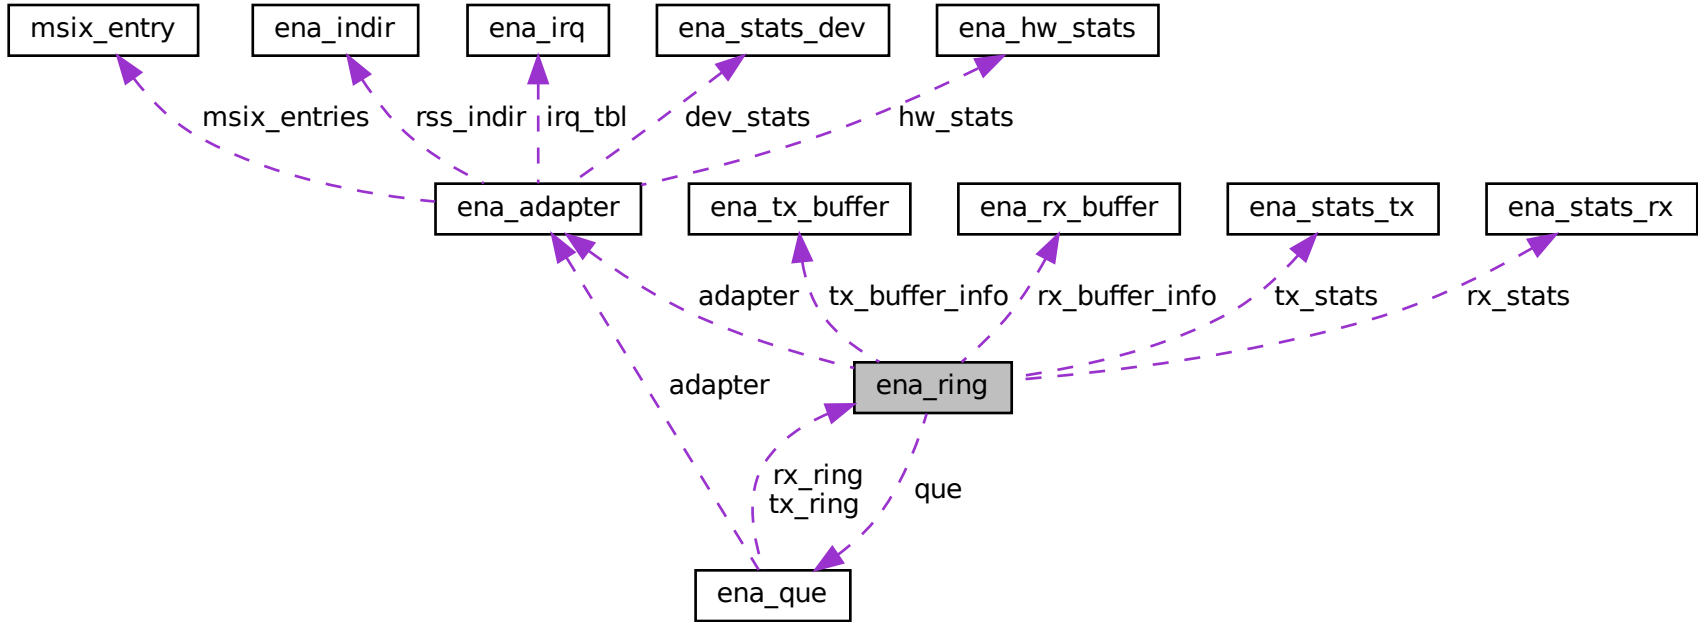 msix_entry
ena_indir
ena_irq
ena_stats_dev
ena_hw_stats
msix_entries
rss_indir
irq_tbl
dev_stats
hw_stats
ena_adapter
ena_tx_buffer
ena_rx_buffer
ena_stats_tx
ena_stats_rx
adapter
tx_buffer_info
rx_buffer_info
tx_stats
rx_stats
adapter
ena_ring
rx_ring
tx_ring
que
ena_que